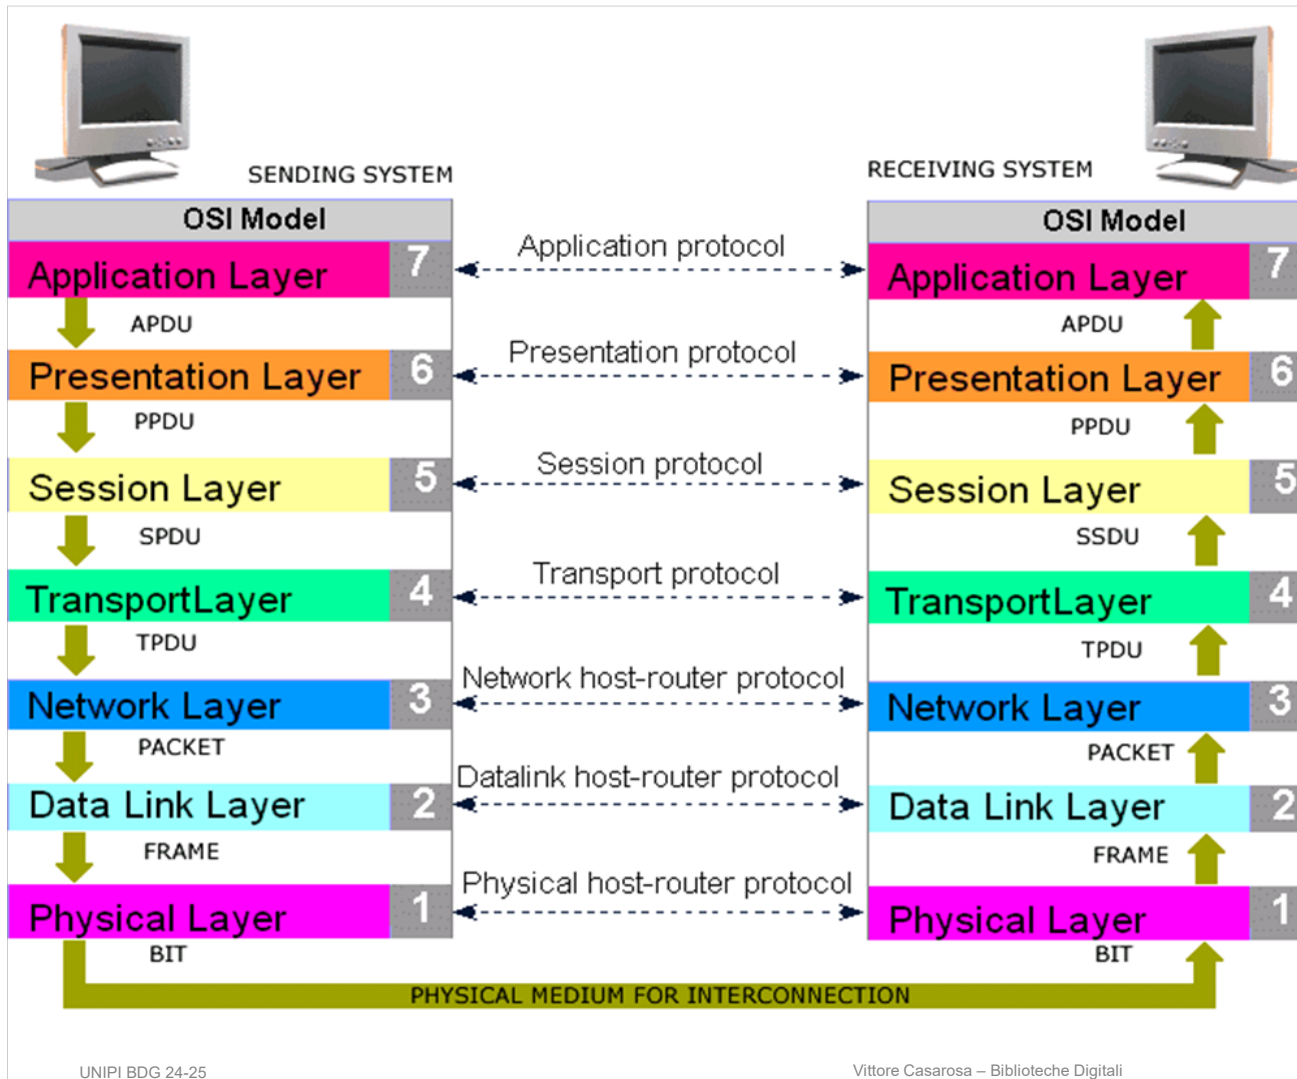 SENDING SYSTEM
RECEIVING SYSTEM
OSI Model
OSI Model
Application Layer 7
Application protocol
Application Layer 7
APDU
APDU
Presentation Layer 6
Presentation protocol
Presentation Layer 6
PPDU
PPDU
Session Layer 5
Session protocol
Session Layer 5
SPDU
SSDU
TransportLayer 4
Transport protocol
TransportLayer 4
TPDU
TPDU
Network Layer 3
Network host-router protocol
Network Layer 3
PACKET
PACKET
Data Link Layer 2
Datalink host-router protocol
Data Link Layer 2
FRAME
FRAME
Physical Layer 1
Physical host-router protocol
Physical Layer 1
BIT
BIT
PHYSICAL MEDIUM FOR INTERCONNECTION
UNIPI BDG 24-25
Vittore Casarosa – Biblioteche Digitali